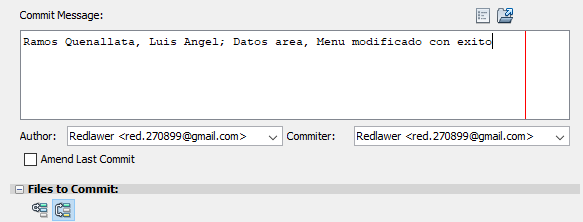 Commit Message:
Ramos Quenallata, Luis Angel; Datos area, Menu modificado con exito
Author: Redlawer <red.270899@gmail.com> Commiter: Redlawer <red.270899@gmail.com>
Amend Last Commit
Files to Commit: